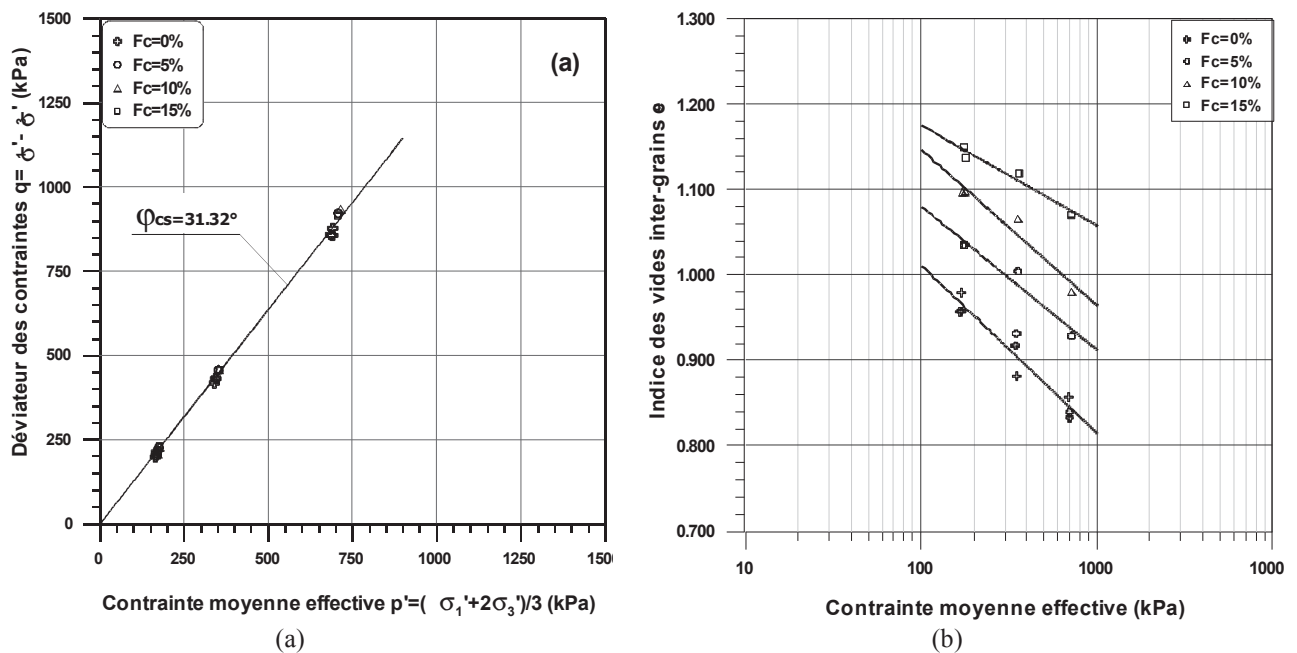 Déviateur des contraintes q= σ'- σ' (kPa)
1500
1250
1000
750
500
250
0
Fc=0%
Fc=5%
Fc=10%
Fc=15%
(a)
φcs=31.32°
0 250 500 750 1000 1250 150
Contrainte moyenne effective p'=( σ1'+2σ3')/3 (kPa)
(a)
Indice des vides inter-grains e
1.300
1.200
1.100
1.000
0.900
0.800
0.700
Fc=0%
Fc=5%
Fc=10%
Fc=15%
10 100 1000 1000
Contrainte moyenne effective (kPa)
(b)